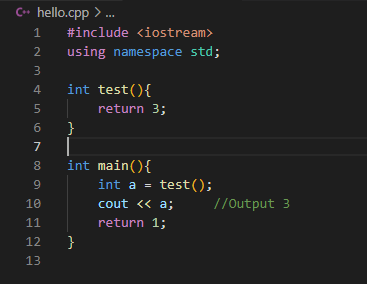 hello.cpp > ...
1 #include <iostream>
2 using namespace std;
3
4 int test(){
5     return 3;
6 }
7
8 int main(){
9     int a = test();
10     cout << a;     //Output 3
11     return 1;
12 }
13